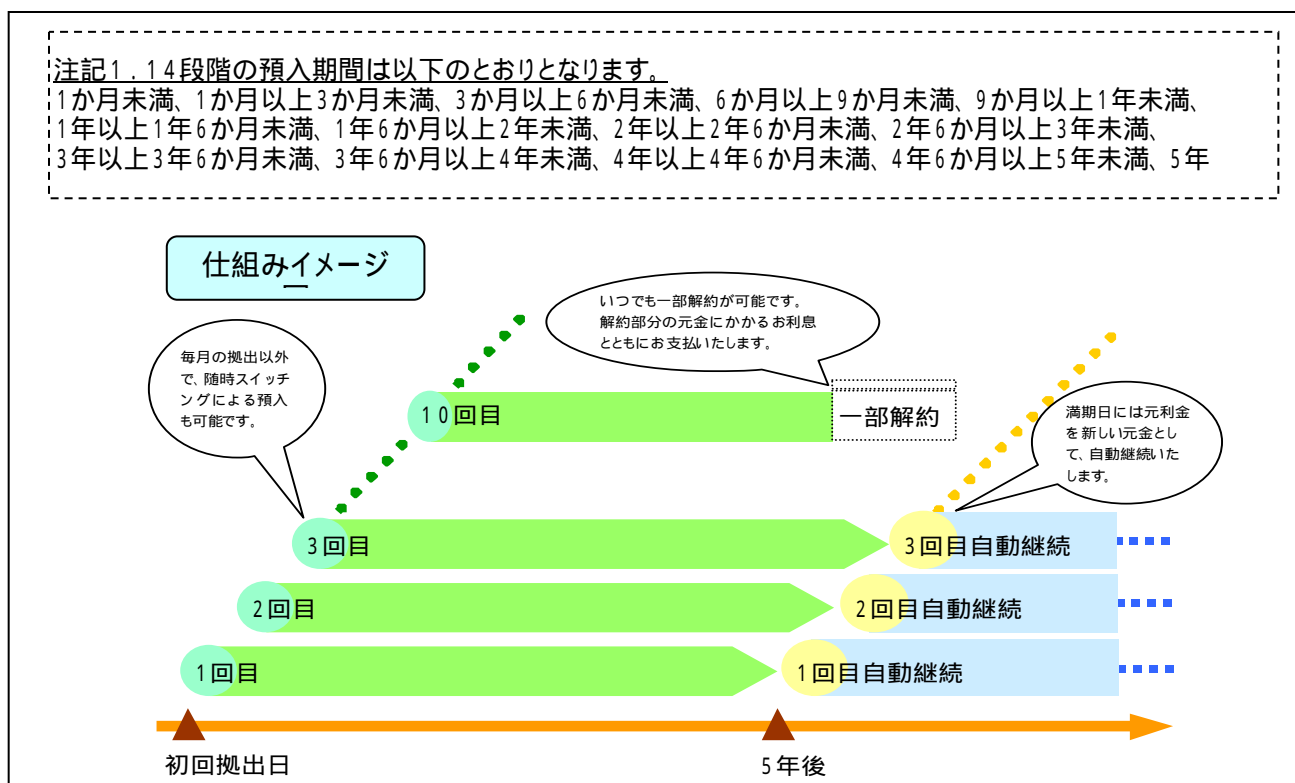 注記1.14段階の預入期間は以下のとおりとなります。
1か月未満、1か月以上3か月未満、3か月以上6か月未満、6か月以上9か月未満、9か月以上1年未満、
1年以上1年6か月未満、1年6か月以上2年未満、2年以上2年6か月未満、2年6か月以上3年未満、
3年以上3年6か月未満、3年6か月以上4年未満、4年以上4年6か月未満、4年6か月以上5年未満、5年
仕組みイメージ
いつでも一部解約が可能です。
解約部分の元金にかかるお利息
とともにお支払いたします。
毎月の拠出以外
で、随時スイッチ
ングによる預入
も可能です。
10回目
一部解約
満期日には元利金
を新しい元金とし
て、自動継続いた
します。
3回目
3回目自動継続
2回目
2回目自動継続
1回目
1回目自動継続
初回拠出日
5年後